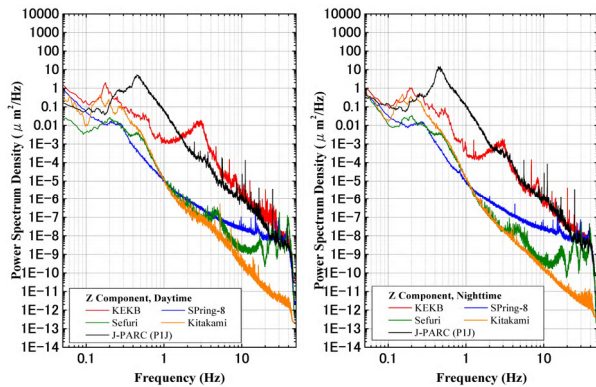 10000
1000
100
10
1
0.1
0.01
1E-3
1E-4
1E-5
1E-6
1E-7
1E-8
1E-9
1E-10
1E-11
1E-12
1E-13
1E-14
Power Spectrum Density (μ m²/Hz)
Z Component, Daytime
KEKB SPring-8
Sefuri Kitakami
J-PARC (P1J)
0.1 1 10
Frequency (Hz)
10000
1000
100
10
1
0.1
0.01
1E-3
1E-4
1E-5
1E-6
1E-7
1E-8
1E-9
1E-10
1E-11
1E-12
1E-13
1E-14
Power Spectrum Density (μ m²/Hz)
Z Component, Nighttime
KEKB SPring-8
Sefuri Kitakami
J-PARC (P1J)
0.1 1 10
Frequency (Hz)